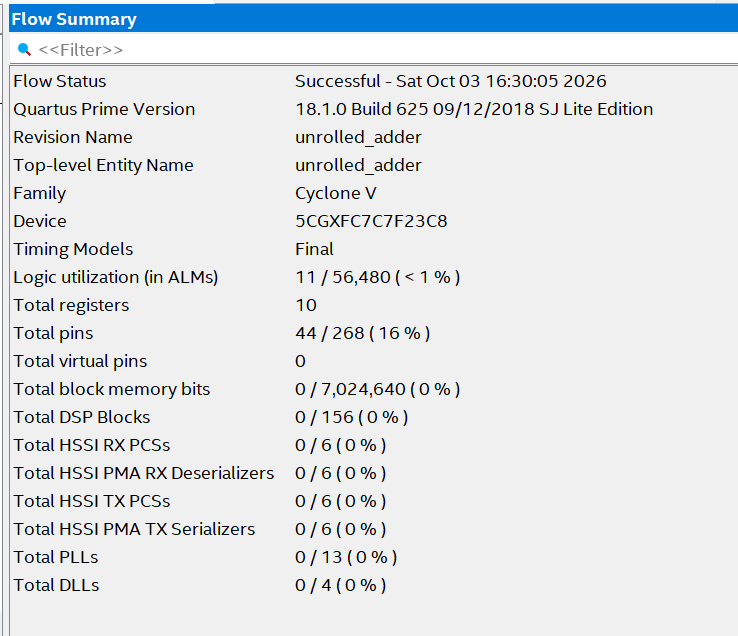 Flow Summary
<<Filter>>
Flow Status Successful - Sat Oct 03 16:30:05 2026
Quartus Prime Version 18.1.0 Build 625 09/12/2018 SJ Lite Edition
Revision Name unrolled_adder
Top-level Entity Name unrolled_adder
Family Cyclone V
Device 5CGXFC7C7F23C8
Timing Models Final
Logic utilization (in ALMs) 11 / 56,480 ( < 1 % )
Total registers 10
Total pins 44 / 268 ( 16 % )
Total virtual pins 0
Total block memory bits 0 / 7,024,640 ( 0 % )
Total DSP Blocks 0 / 156 ( 0 % )
Total HSSI RX PCSs 0 / 6 ( 0 % )
Total HSSI PMA RX Deserializers 0 / 6 ( 0 % )
Total HSSI TX PCSs 0 / 6 ( 0 % )
Total HSSI PMA TX Serializers 0 / 6 ( 0 % )
Total PLLs 0 / 13 ( 0 % )
Total DLLs 0 / 4 ( 0 % )